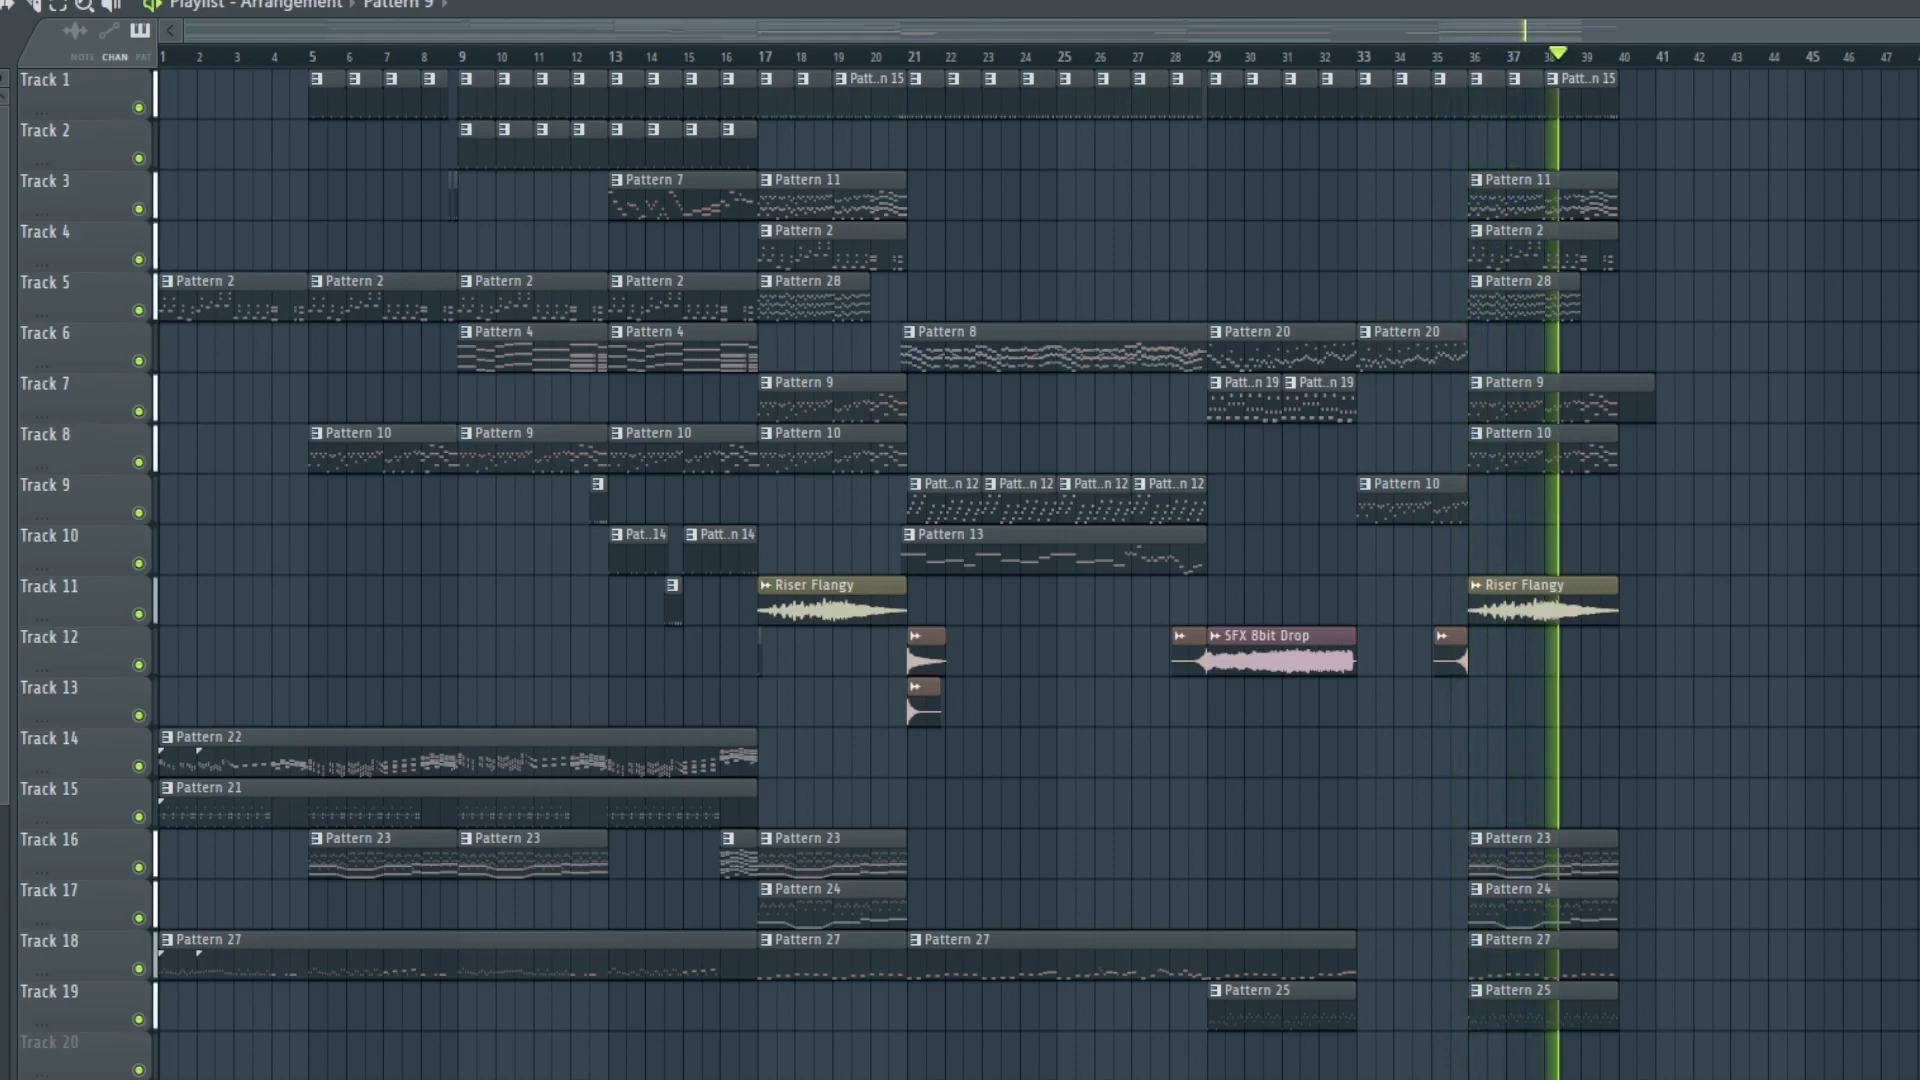 Playlist - Arrangement › Pattern 9 ›
NOTE CHAN PAT
1 2 3 4 5 6 7 8 9 10 11 12 13 14 15 16 17 18 19 20 21 22 23 24 25 26 27 28 29 30 31 32 33 34 35 36 37 38 39 40 41 42 43 44 45 46 47
Track 1 Patt..n 15 Patt..n 15
Track 2
Track 3 Pattern 7 Pattern 11 Pattern 11
Track 4 Pattern 2 Pattern 2
Track 5 Pattern 2 Pattern 2 Pattern 2 Pattern 2 Pattern 28 Pattern 28
Track 6 Pattern 4 Pattern 4 Pattern 8 Pattern 20 Pattern 20
Track 7 Pattern 9 Patt..n 19 Patt..n 19 Pattern 9
Track 8 Pattern 10 Pattern 9 Pattern 10 Pattern 10 Pattern 10
Track 9 Patt..n 12 Patt..n 12 Patt..n 12 Patt..n 12 Pattern 10
Track 10 Pat..14 Patt..n 14 Pattern 13
Track 11 Riser Flangy Riser Flangy
Track 12 SFX 8bit Drop
Track 13
Track 14 Pattern 22
Track 15 Pattern 21
Track 16 Pattern 23 Pattern 23 Pattern 23 Pattern 23
Track 17 Pattern 24 Pattern 24
Track 18 Pattern 27 Pattern 27 Pattern 27 Pattern 27
Track 19 Pattern 25 Pattern 25
Track 20